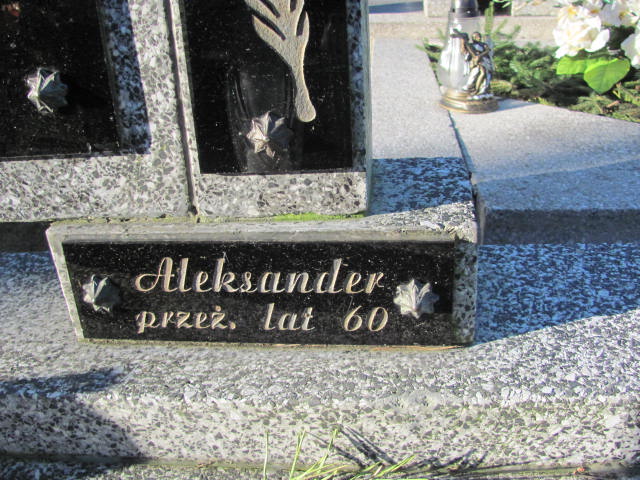 Aleksander
przeż. lat 60